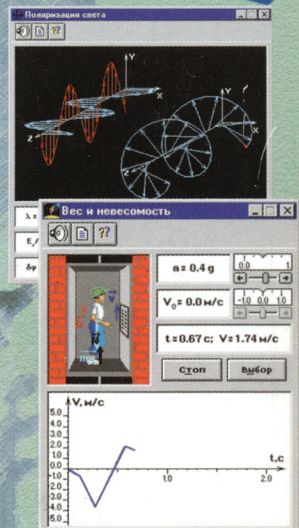 Поляризация света
Y
X
Z
Y
X
Z
λ =
Вес и невесомость
a = 0.4 g
0.0 1
V₀ = 0.0 м/с
-1.0 0.0 1.0
t = 0.67 с; V = 1.74 м/с
Стоп Выбор
V, м/с
5.0
4.0
3.0
2.0
1.0
0.0
1.0
2.0
3.0
4.0
5.0
t, с
1.0 2.0